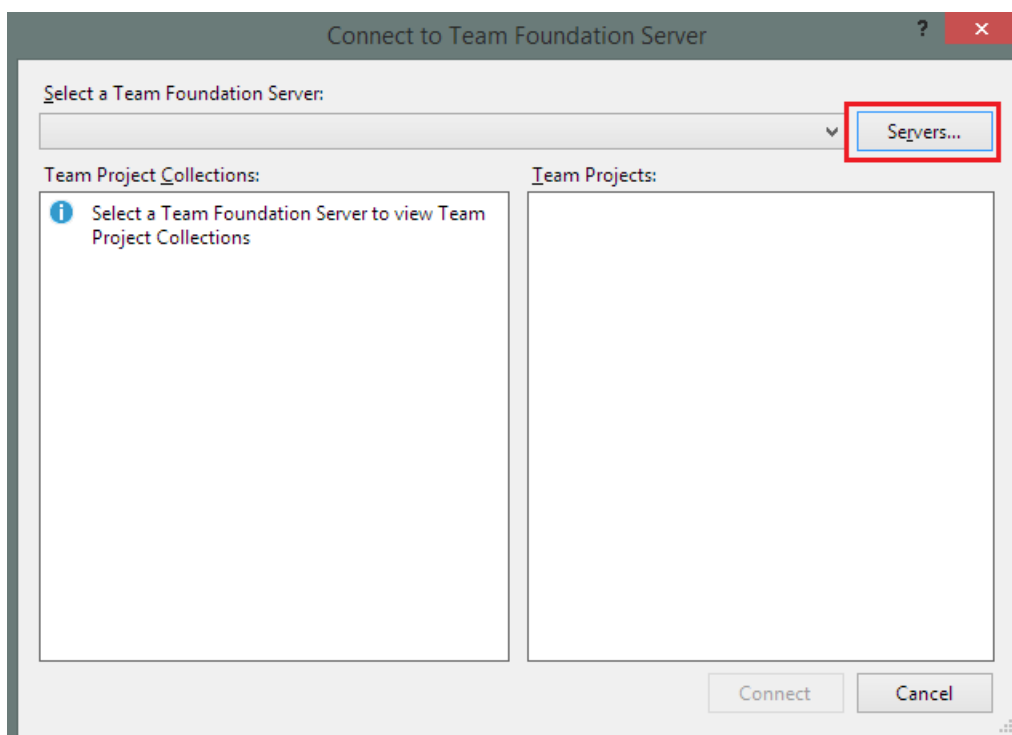 Connect to Team Foundation Server
?
Select a Team Foundation Server:
Servers...
Team Project Collections:
Team Projects:
Select a Team Foundation Server to view Team
Project Collections
Connect
Cancel